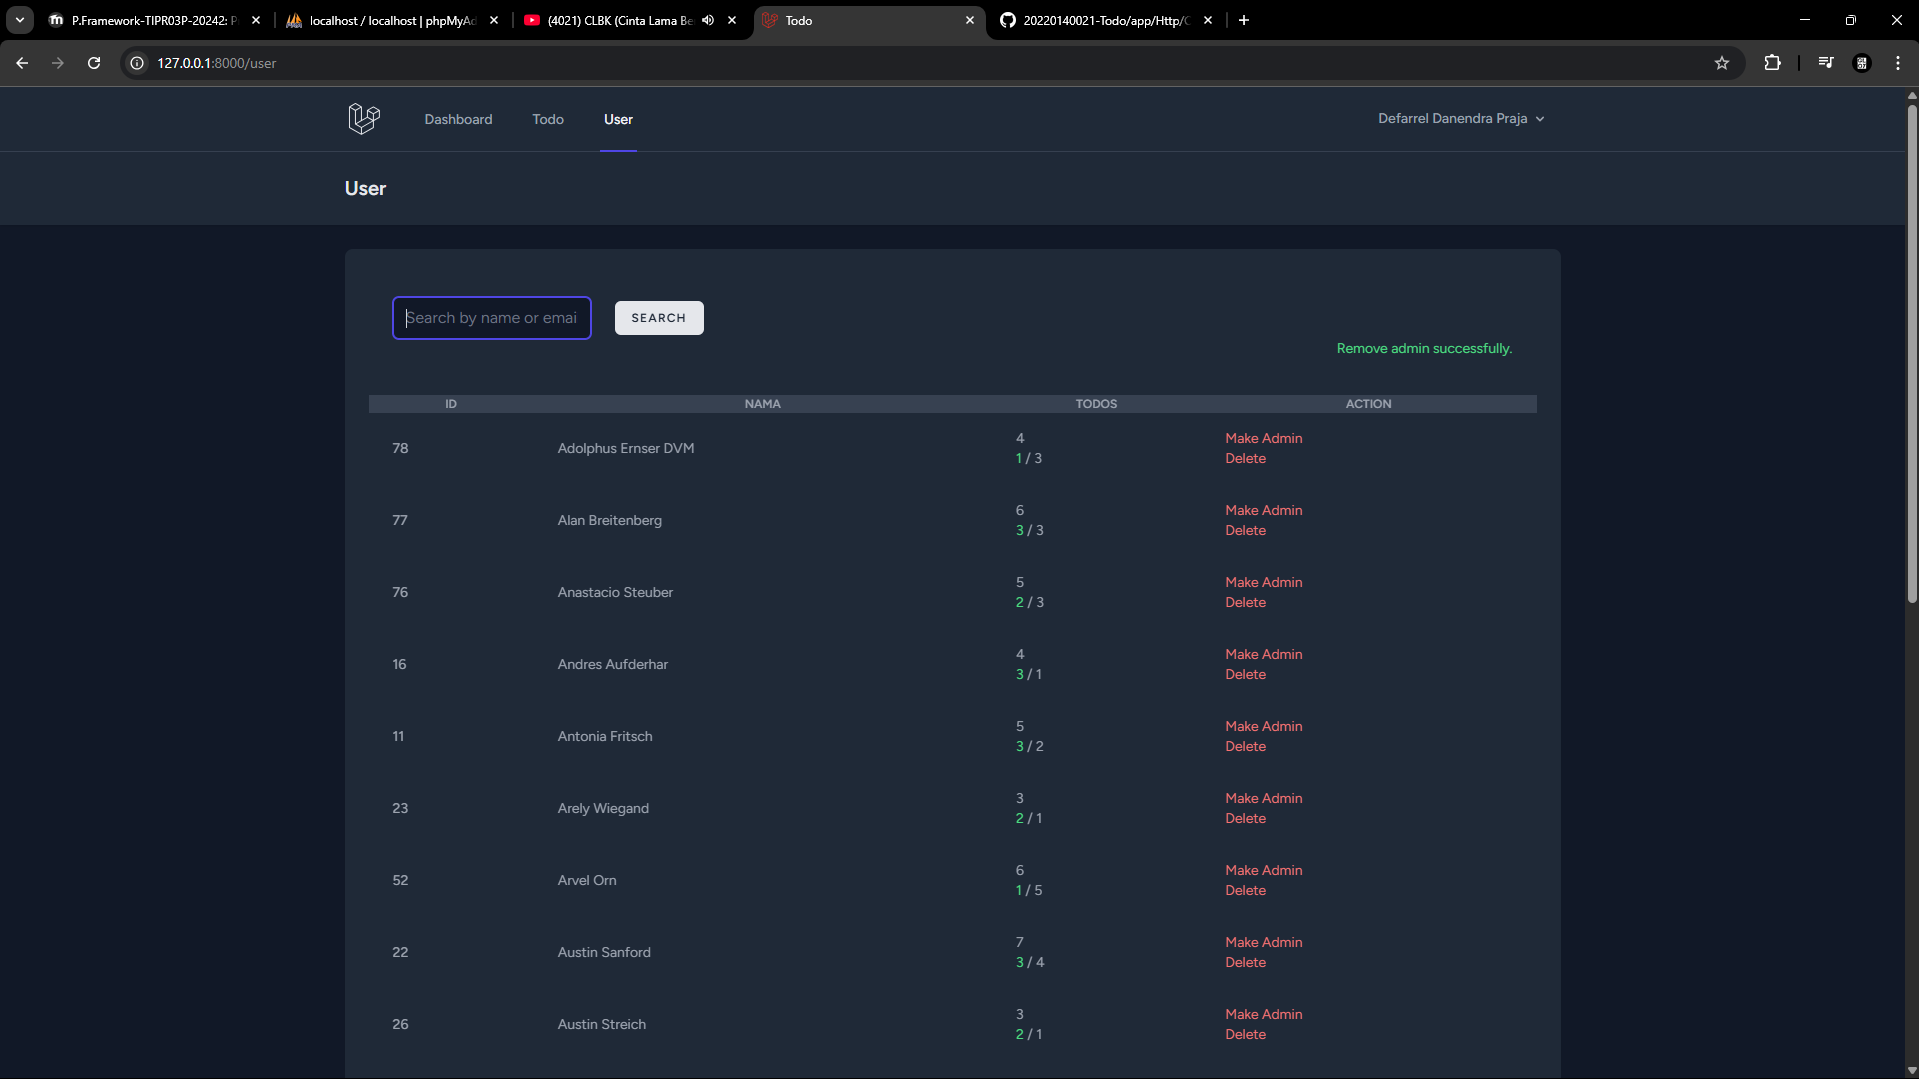 P.Framework-TIPR03P-20242: P
localhost / localhost | phpMyAd
(4021) CLBK (Cinta Lama Be
Todo
20220140021-Todo/app/Http/C
127.0.0.1:8000/user
Dashboard
Todo
User
Defarrel Danendra Praja
User
Search by name or emai
SEARCH
Remove admin successfully.
ID NAMA TODOS ACTION
78 Adolphus Ernser DVM 4 Make Admin
1 / 3 Delete
77 Alan Breitenberg 6 Make Admin
3 / 3 Delete
76 Anastacio Steuber 5 Make Admin
2 / 3 Delete
16 Andres Aufderhar 4 Make Admin
3 / 1 Delete
11 Antonia Fritsch 5 Make Admin
3 / 2 Delete
23 Arely Wiegand 3 Make Admin
2 / 1 Delete
52 Arvel Orn 6 Make Admin
1 / 5 Delete
22 Austin Sanford 7 Make Admin
3 / 4 Delete
26 Austin Streich 3 Make Admin
2 / 1 Delete